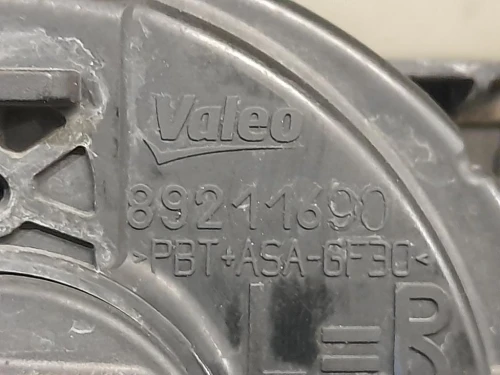 Valeo
89211690
>PBT+ASA-GF30<
L=R